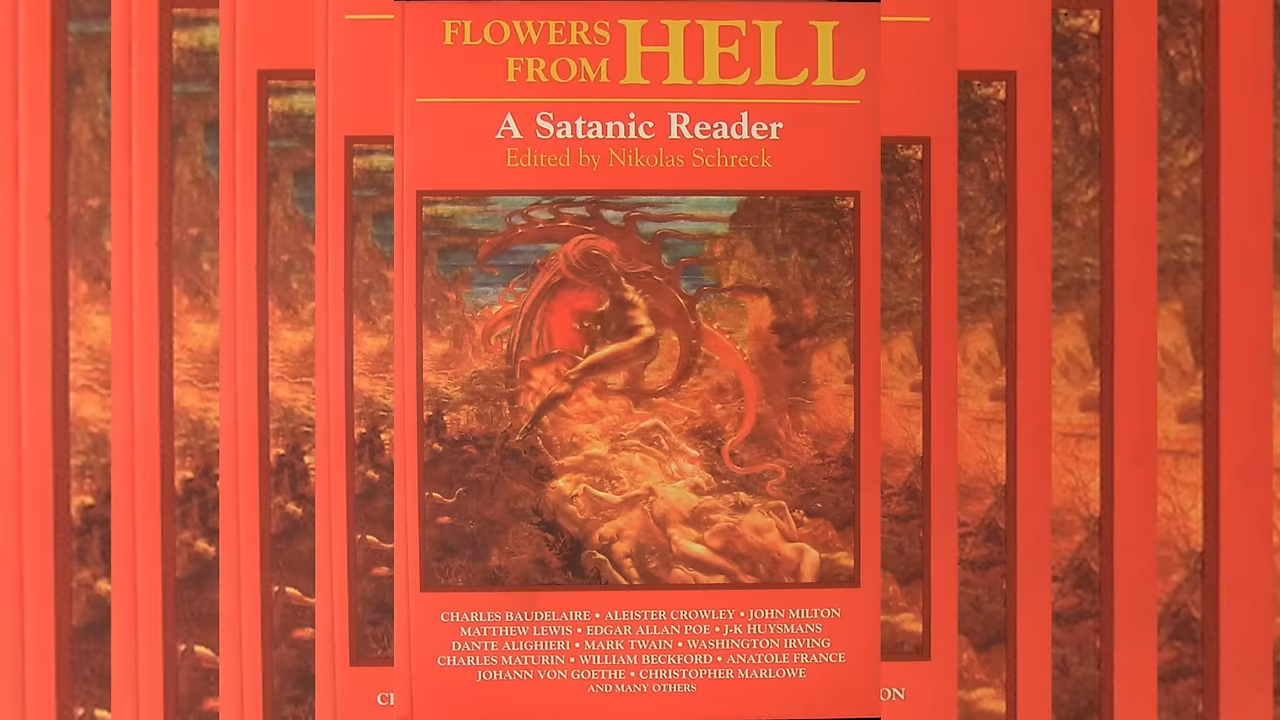 FLOWERS
FROM HELL
A Satanic Reader
Edited by Nikolas Schreck
CHARLES BAUDELAIRE • ALEISTER CROWLEY • JOHN MILTON
MATTHEW LEWIS • EDGAR ALLAN POE • J-K HUYSMANS
DANTE ALIGHIERI • MARK TWAIN • WASHINGTON IRVING
CHARLES MATURIN • WILLIAM BECKFORD • ANATOLE FRANCE
JOHANN VON GOETHE • CHRISTOPHER MARLOWE
AND MANY OTHERS
CI
ON